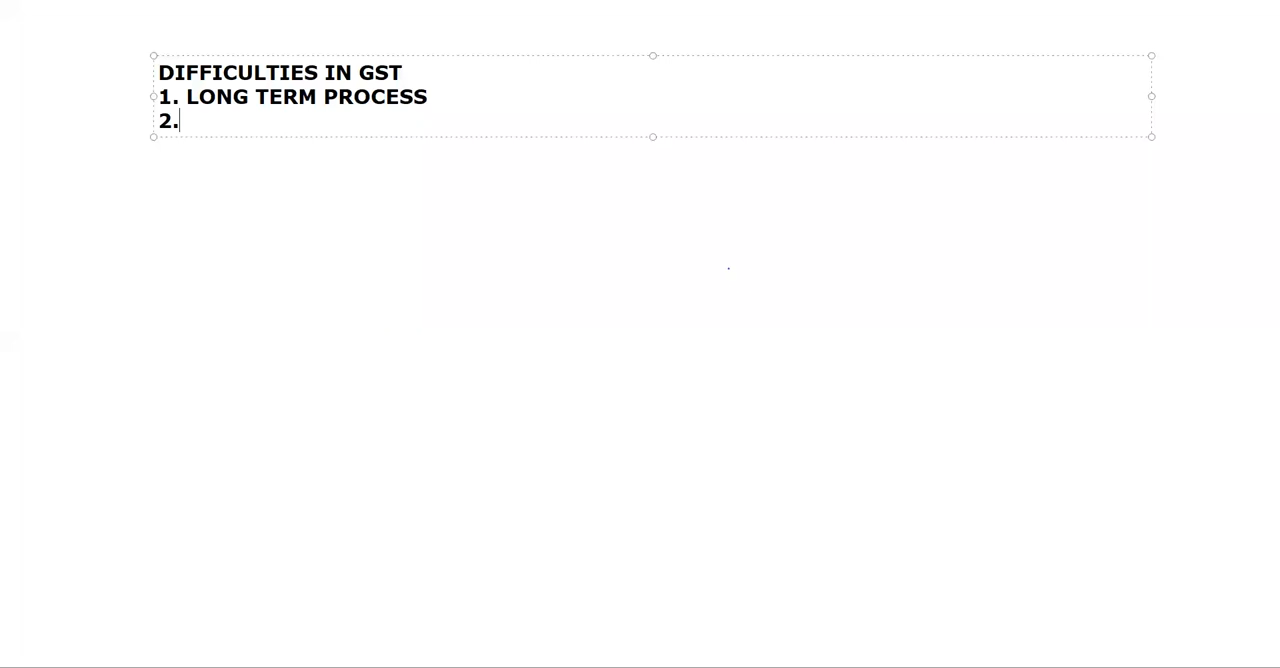 DIFFICULTIES IN GST
1. LONG TERM PROCESS
2.